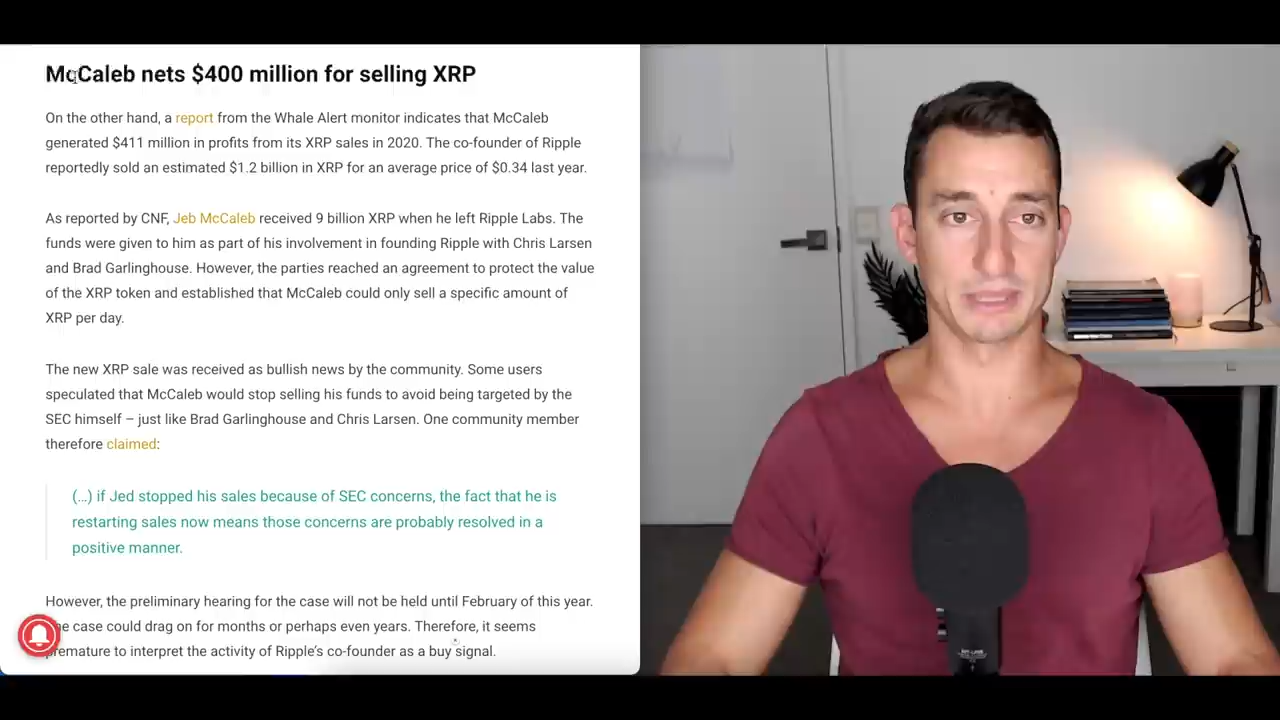 McCaleb nets $400 million for selling XRP
On the other hand, a report from the Whale Alert monitor indicates that McCaleb
generated $411 million in profits from its XRP sales in 2020. The co-founder of Ripple
reportedly sold an estimated $1.2 billion in XRP for an average price of $0.34 last year.
As reported by CNF, Jeb McCaleb received 9 billion XRP when he left Ripple Labs. The
funds were given to him as part of his involvement in founding Ripple with Chris Larsen
and Brad Garlinghouse. However, the parties reached an agreement to protect the value
of the XRP token and established that McCaleb could only sell a specific amount of
XRP per day.
The new XRP sale was received as bullish news by the community. Some users
speculated that McCaleb would stop selling his funds to avoid being targeted by the
SEC himself – just like Brad Garlinghouse and Chris Larsen. One community member
therefore claimed:
(…) if Jed stopped his sales because of SEC concerns, the fact that he is
restarting sales now means those concerns are probably resolved in a
positive manner.
However, the preliminary hearing for the case will not be held until February of this year.
case could drag on for months or perhaps even years. Therefore, it seems
premature to interpret the activity of Ripple's co-founder as a buy signal.